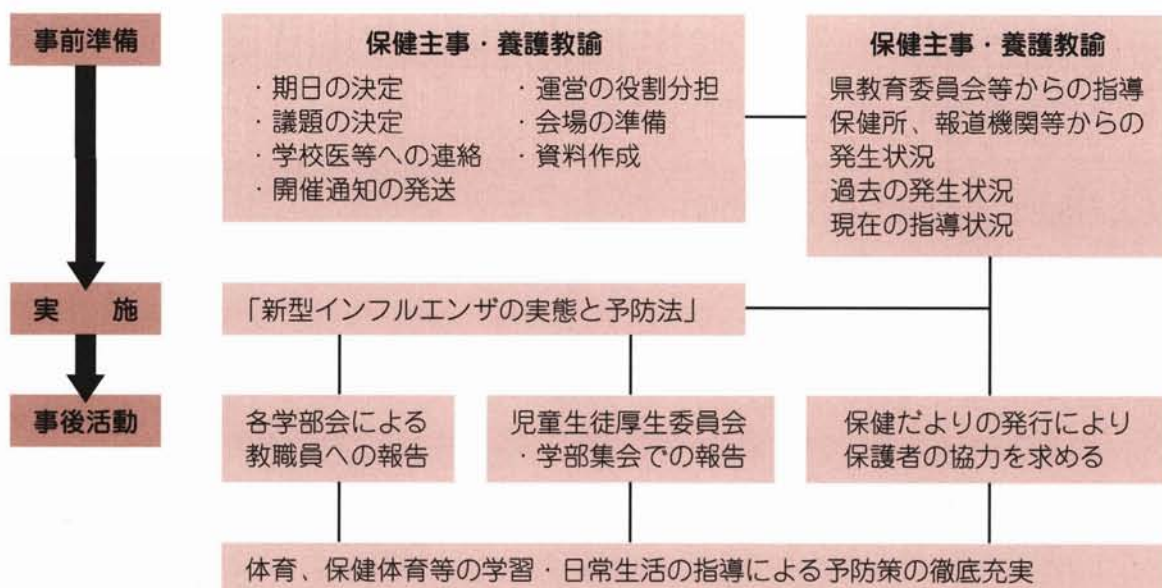 事前準備
保健主事・養護教諭
・期日の決定
・議題の決定
・学校医等への連絡
・開催通知の発送
・運営の役割分担
・会場の準備
・資料作成
保健主事・養護教諭
県教育委員会等からの指導
保健所、報道機関等からの
発生状況
過去の発生状況
現在の指導状況
実　施
「新型インフルエンザの実態と予防法」
事後活動
各学部会による
教職員への報告
児童生徒厚生委員会
・学部集会での報告
保健だよりの発行により
保護者の協力を求める
体育、保健体育等の学習・日常生活の指導による予防策の徹底充実